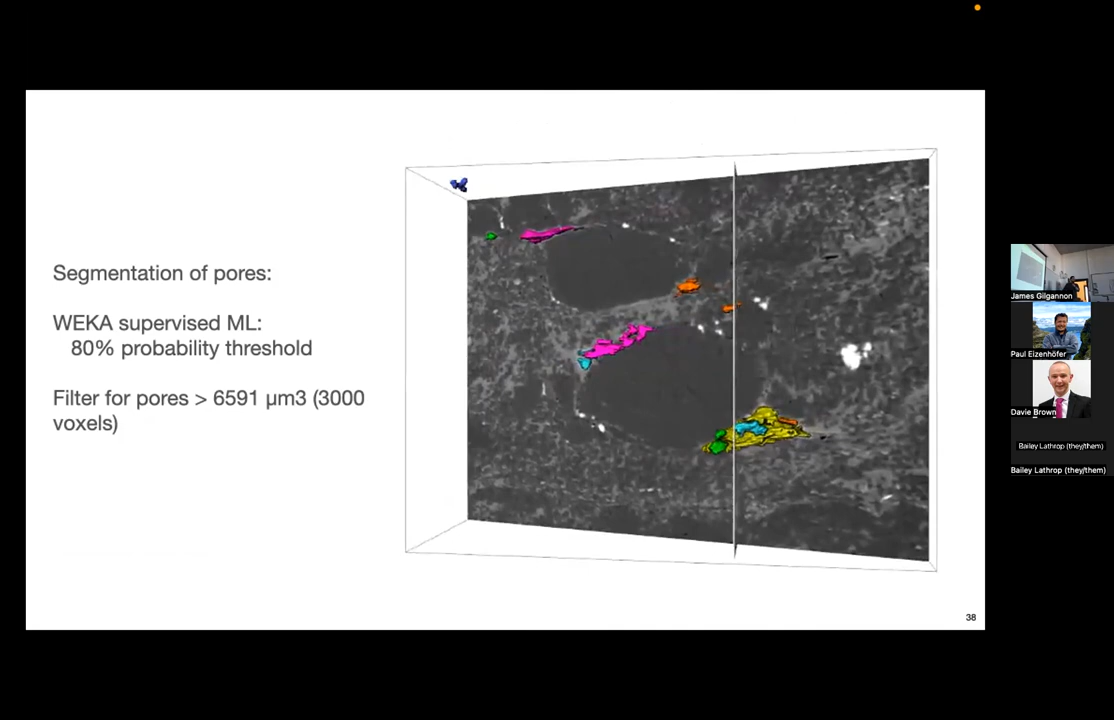 Segmentation of pores:
WEKA supervised ML:
80% probability threshold
Filter for pores > 6591 µm3 (3000
voxels)
38
James Gilgannon
Paul Eizenhöfer
Davie Brown
Bailey Lathrop (they/them)
Bailey Lathrop (they/them)